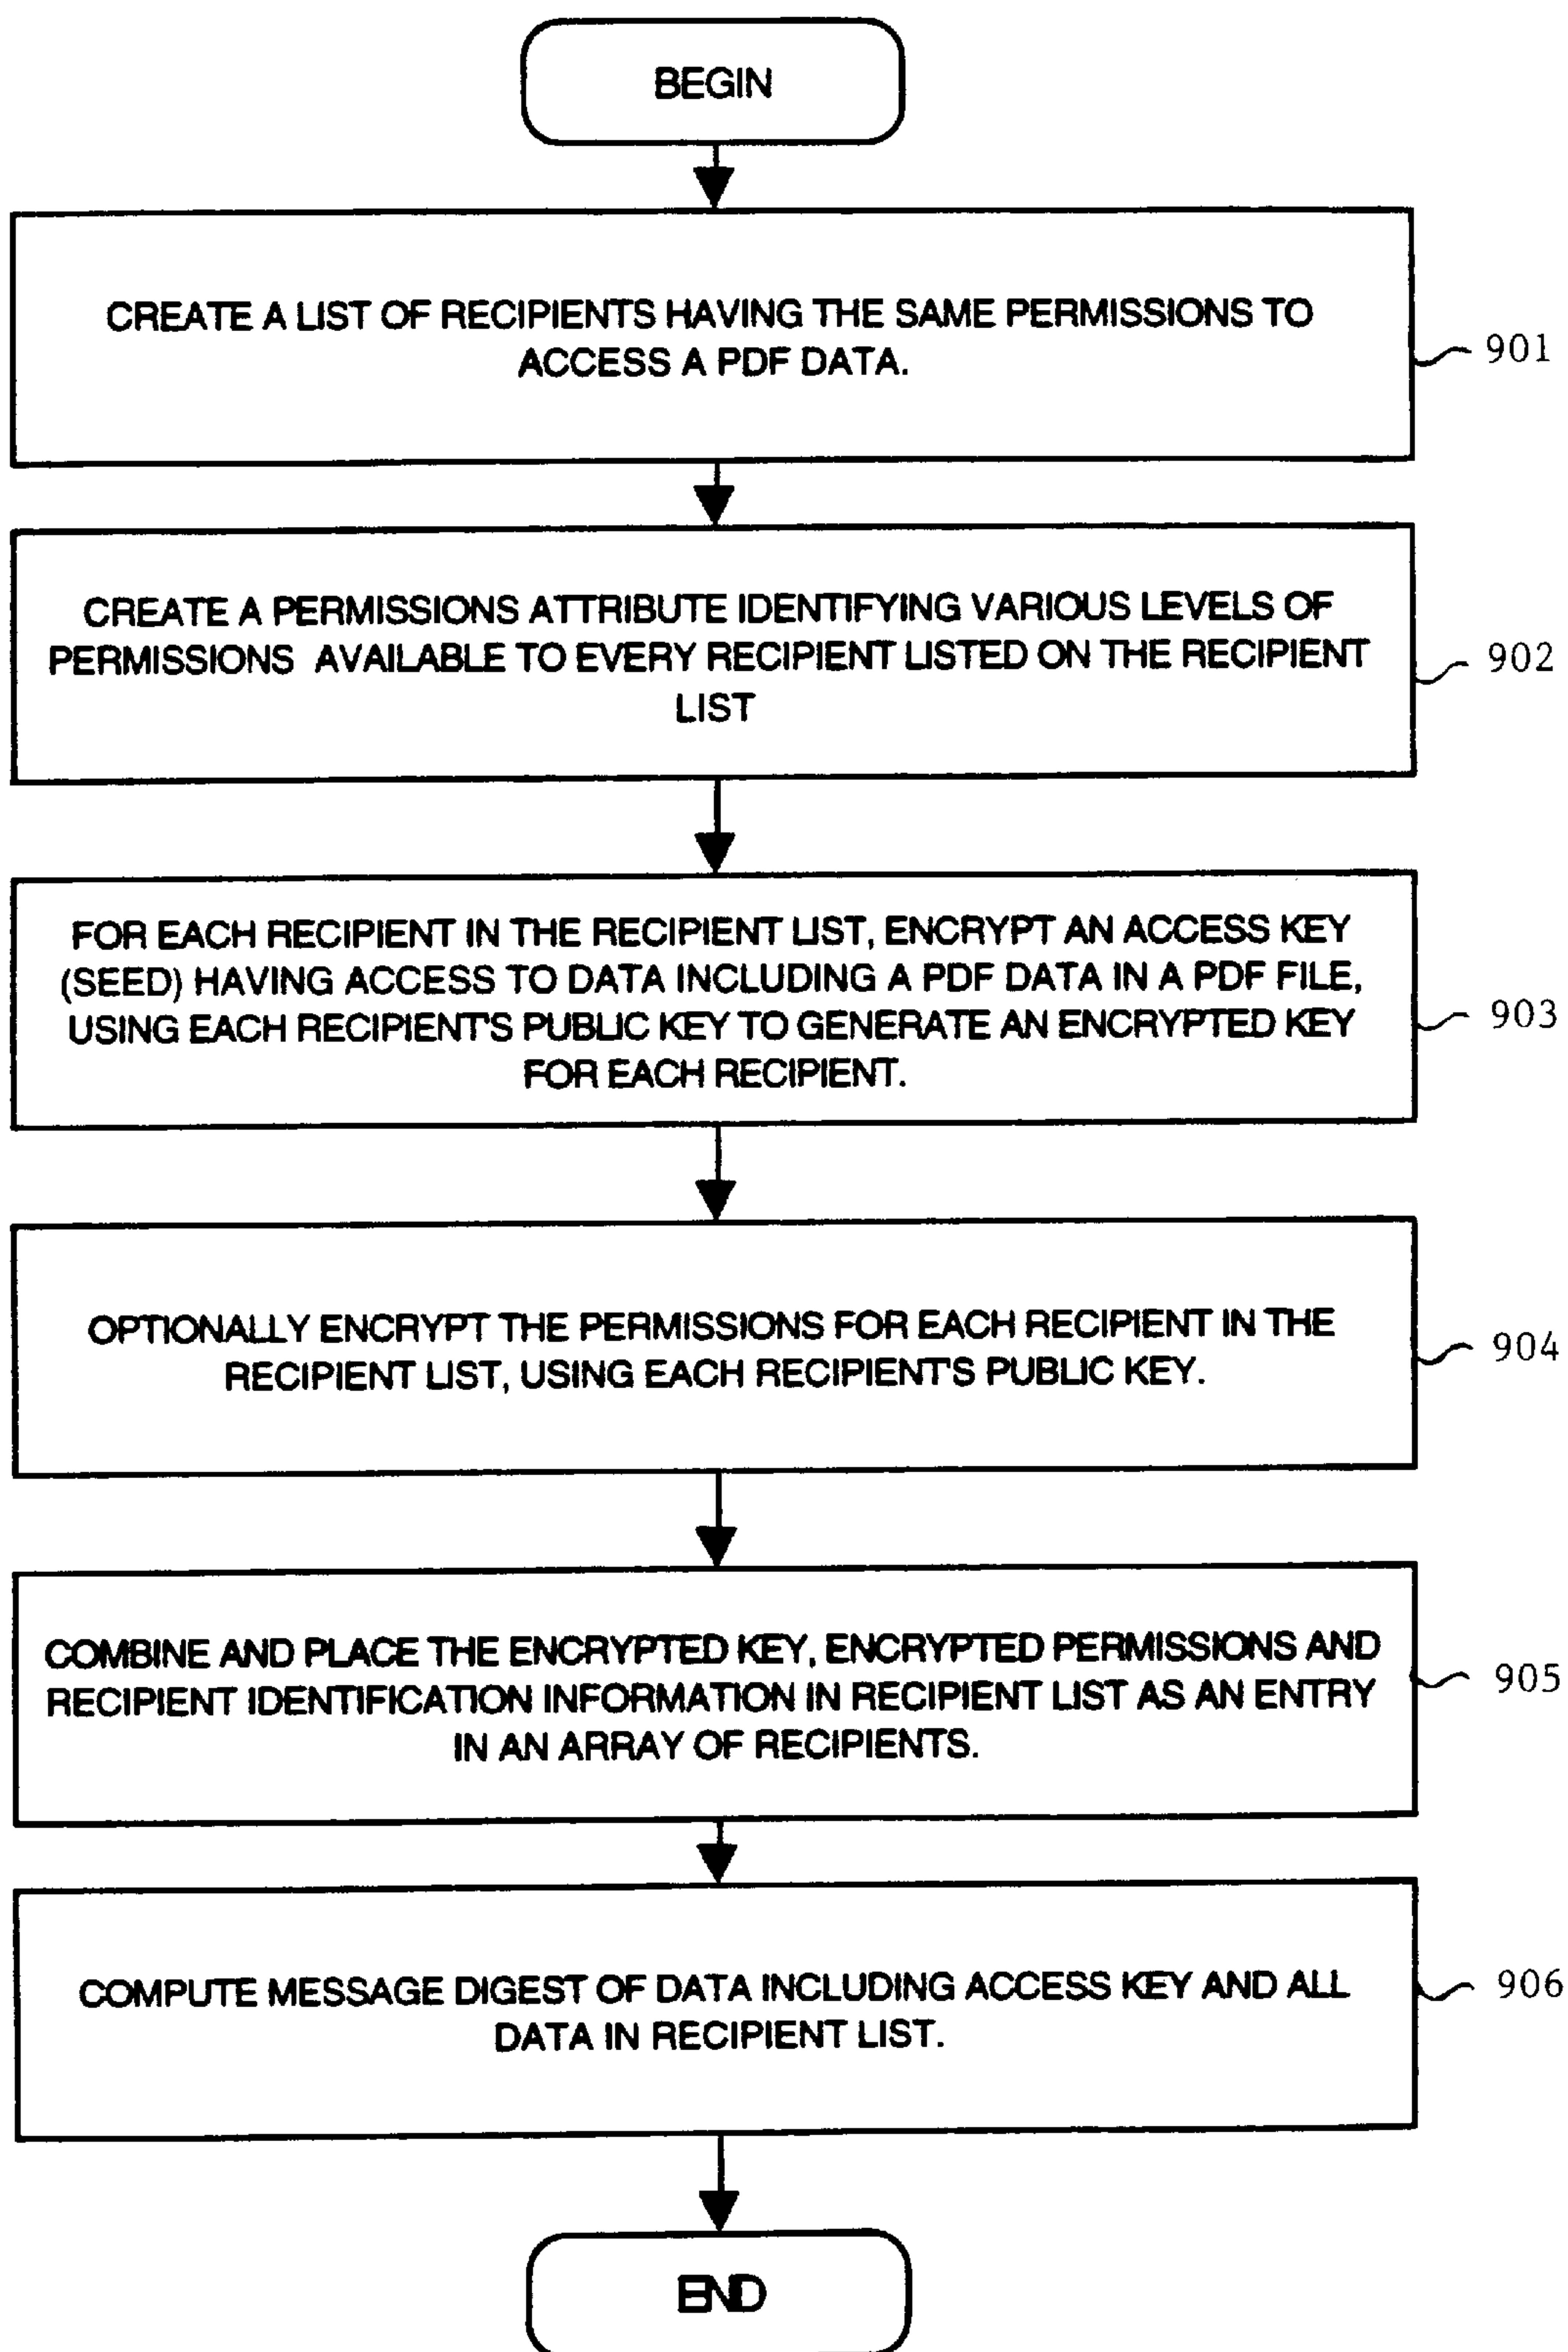 BEGIN
CREATE A LIST OF RECIPIENTS HAVING THE SAME PERMISSIONS TO
ACCESS A PDF DATA.
901
CREATE A PERMISSIONS ATTRIBUTE IDENTIFYING VARIOUS LEVELS OF
PERMISSIONS AVAILABLE TO EVERY RECIPIENT LISTED ON THE RECIPIENT
LIST
902
FOR EACH RECIPIENT IN THE RECIPIENT LIST, ENCRYPT AN ACCESS KEY
(SEED) HAVING ACCESS TO DATA INCLUDING A PDF DATA IN A PDF FILE,
USING EACH RECIPIENT'S PUBLIC KEY TO GENERATE AN ENCRYPTED KEY
FOR EACH RECIPIENT.
903
OPTIONALLY ENCRYPT THE PERMISSIONS FOR EACH RECIPIENT IN THE
RECIPIENT LIST, USING EACH RECIPIENT'S PUBLIC KEY.
904
COMBINE AND PLACE THE ENCRYPTED KEY, ENCRYPTED PERMISSIONS AND
RECIPIENT IDENTIFICATION INFORMATION IN RECIPIENT LIST AS AN ENTRY
IN AN ARRAY OF RECIPIENTS.
905
COMPUTE MESSAGE DIGEST OF DATA INCLUDING ACCESS KEY AND ALL
DATA IN RECIPIENT LIST.
906
END